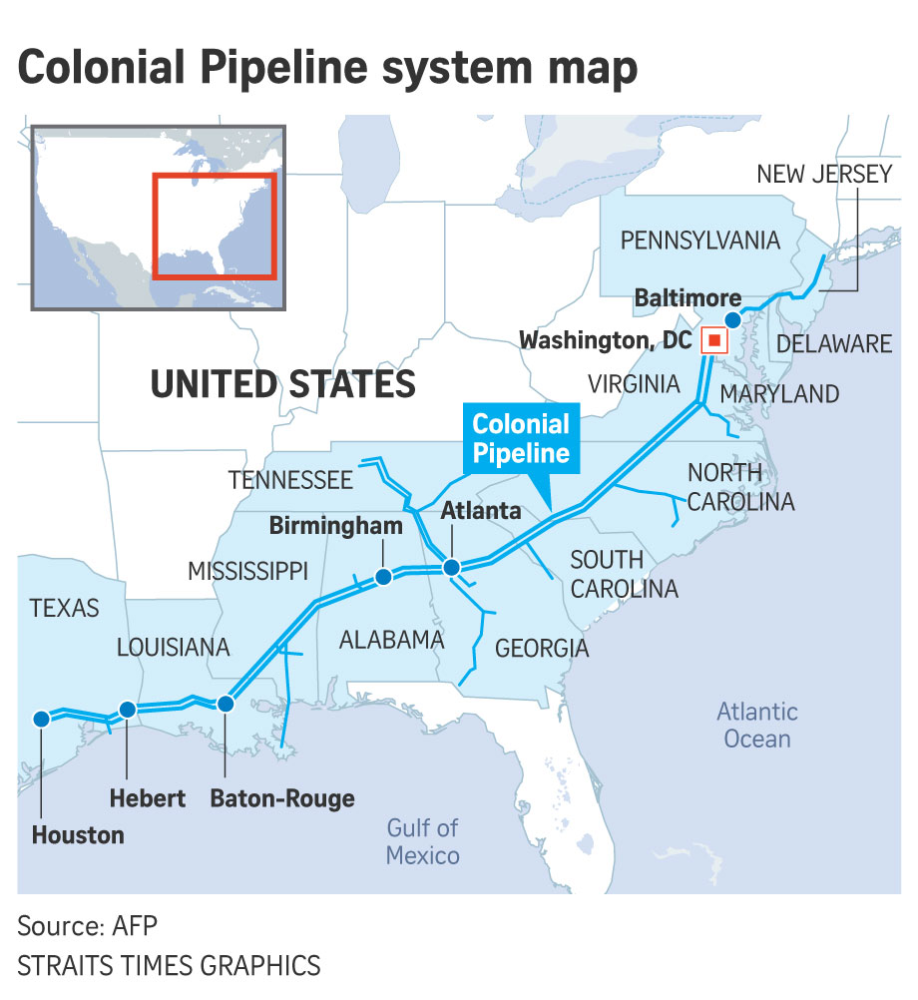 Colonial Pipeline system map
NEW JERSEY
PENNSYLVANIA
Baltimore
Washington, DC
DELAWARE
UNITED STATES
VIRGINIA
MARYLAND
Colonial
Pipeline
TENNESSEE
NORTH
CAROLINA
Atlanta
Birmingham
MISSISSIPPI
SOUTH
CAROLINA
TEXAS
LOUISIANA
ALABAMA
GEORGIA
Atlantic
Ocean
Hebert
Baton-Rouge
Houston
Gulf of
Mexico
Source: AFP
STRAITS TIMES GRAPHICS